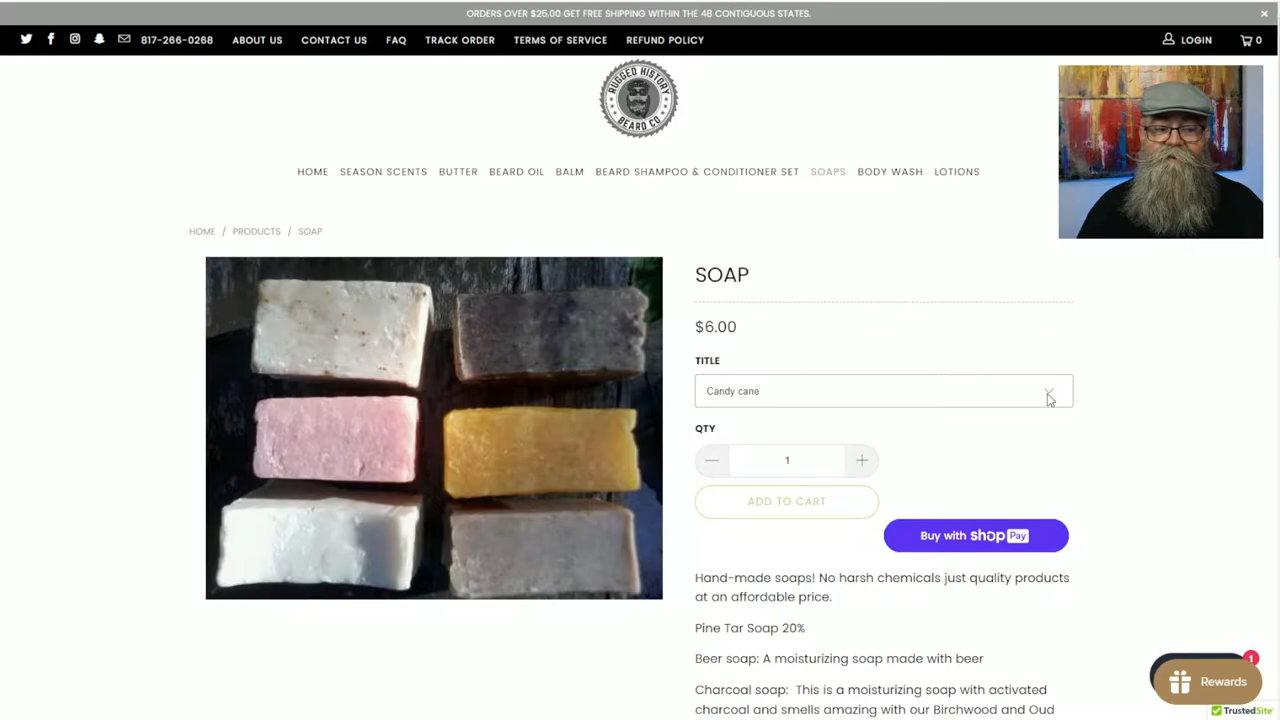 ORDERS OVER $25.00 GET FREE SHIPPING WITHIN THE 48 CONTIGUOUS STATES.
817-266-0268 ABOUT US CONTACT US FAQ TRACK ORDER TERMS OF SERVICE REFUND POLICY LOGIN 0
RUGGED HISTORY
BEARD CO
HOME SEASON SCENTS BUTTER BEARD OIL BALM BEARD SHAMPOO & CONDITIONER SET SOAPS BODY WASH LOTIONS
HOME / PRODUCTS / SOAP
SOAP
$6.00
TITLE
Candy cane
QTY
1
ADD TO CART
Buy with shop Pay
Hand-made soaps! No harsh chemicals just quality products
at an affordable price.
Pine Tar Soap 20%
Beer soap: A moisturizing soap made with beer
Charcoal soap: This is a moisturizing soap with activated
charcoal and smells amazing with our Birchwood and Oud
1
Rewards
TrustedSite